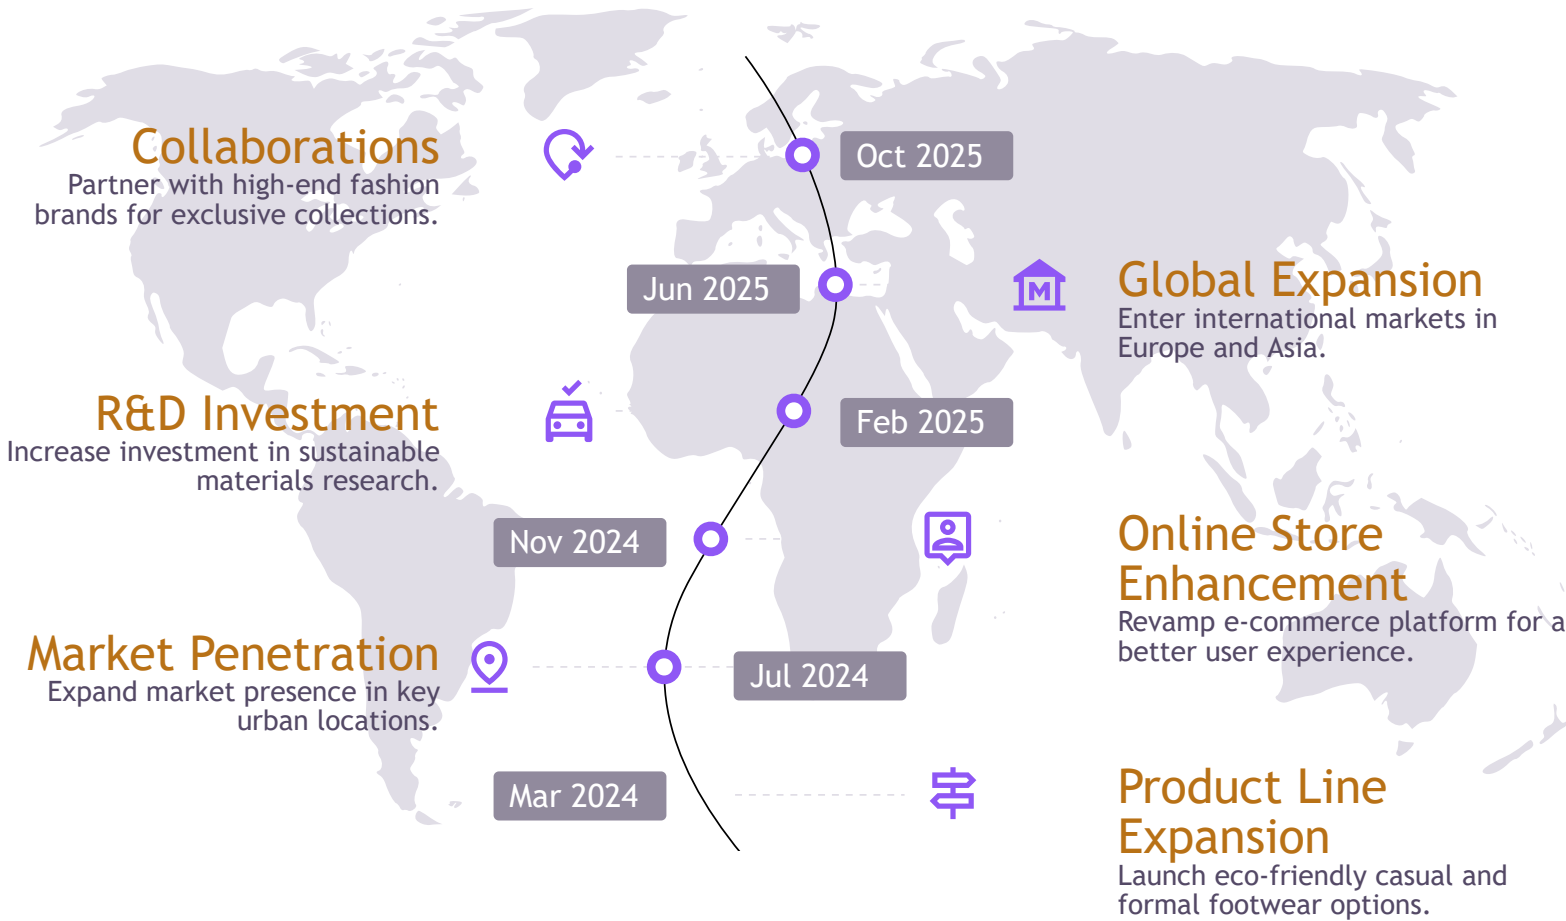 Collaborations
Partner with high-end fashion
brands for exclusive collections.
Oct 2025
Jun 2025
Global Expansion
Enter international markets in
Europe and Asia.
R&D Investment
Increase investment in sustainable
materials research.
Feb 2025
Nov 2024
Online Store
Enhancement
Revamp e-commerce platform for a
better user experience.
Market Penetration
Expand market presence in key
urban locations.
Jul 2024
Mar 2024
Product Line
Expansion
Launch eco-friendly casual and
formal footwear options.